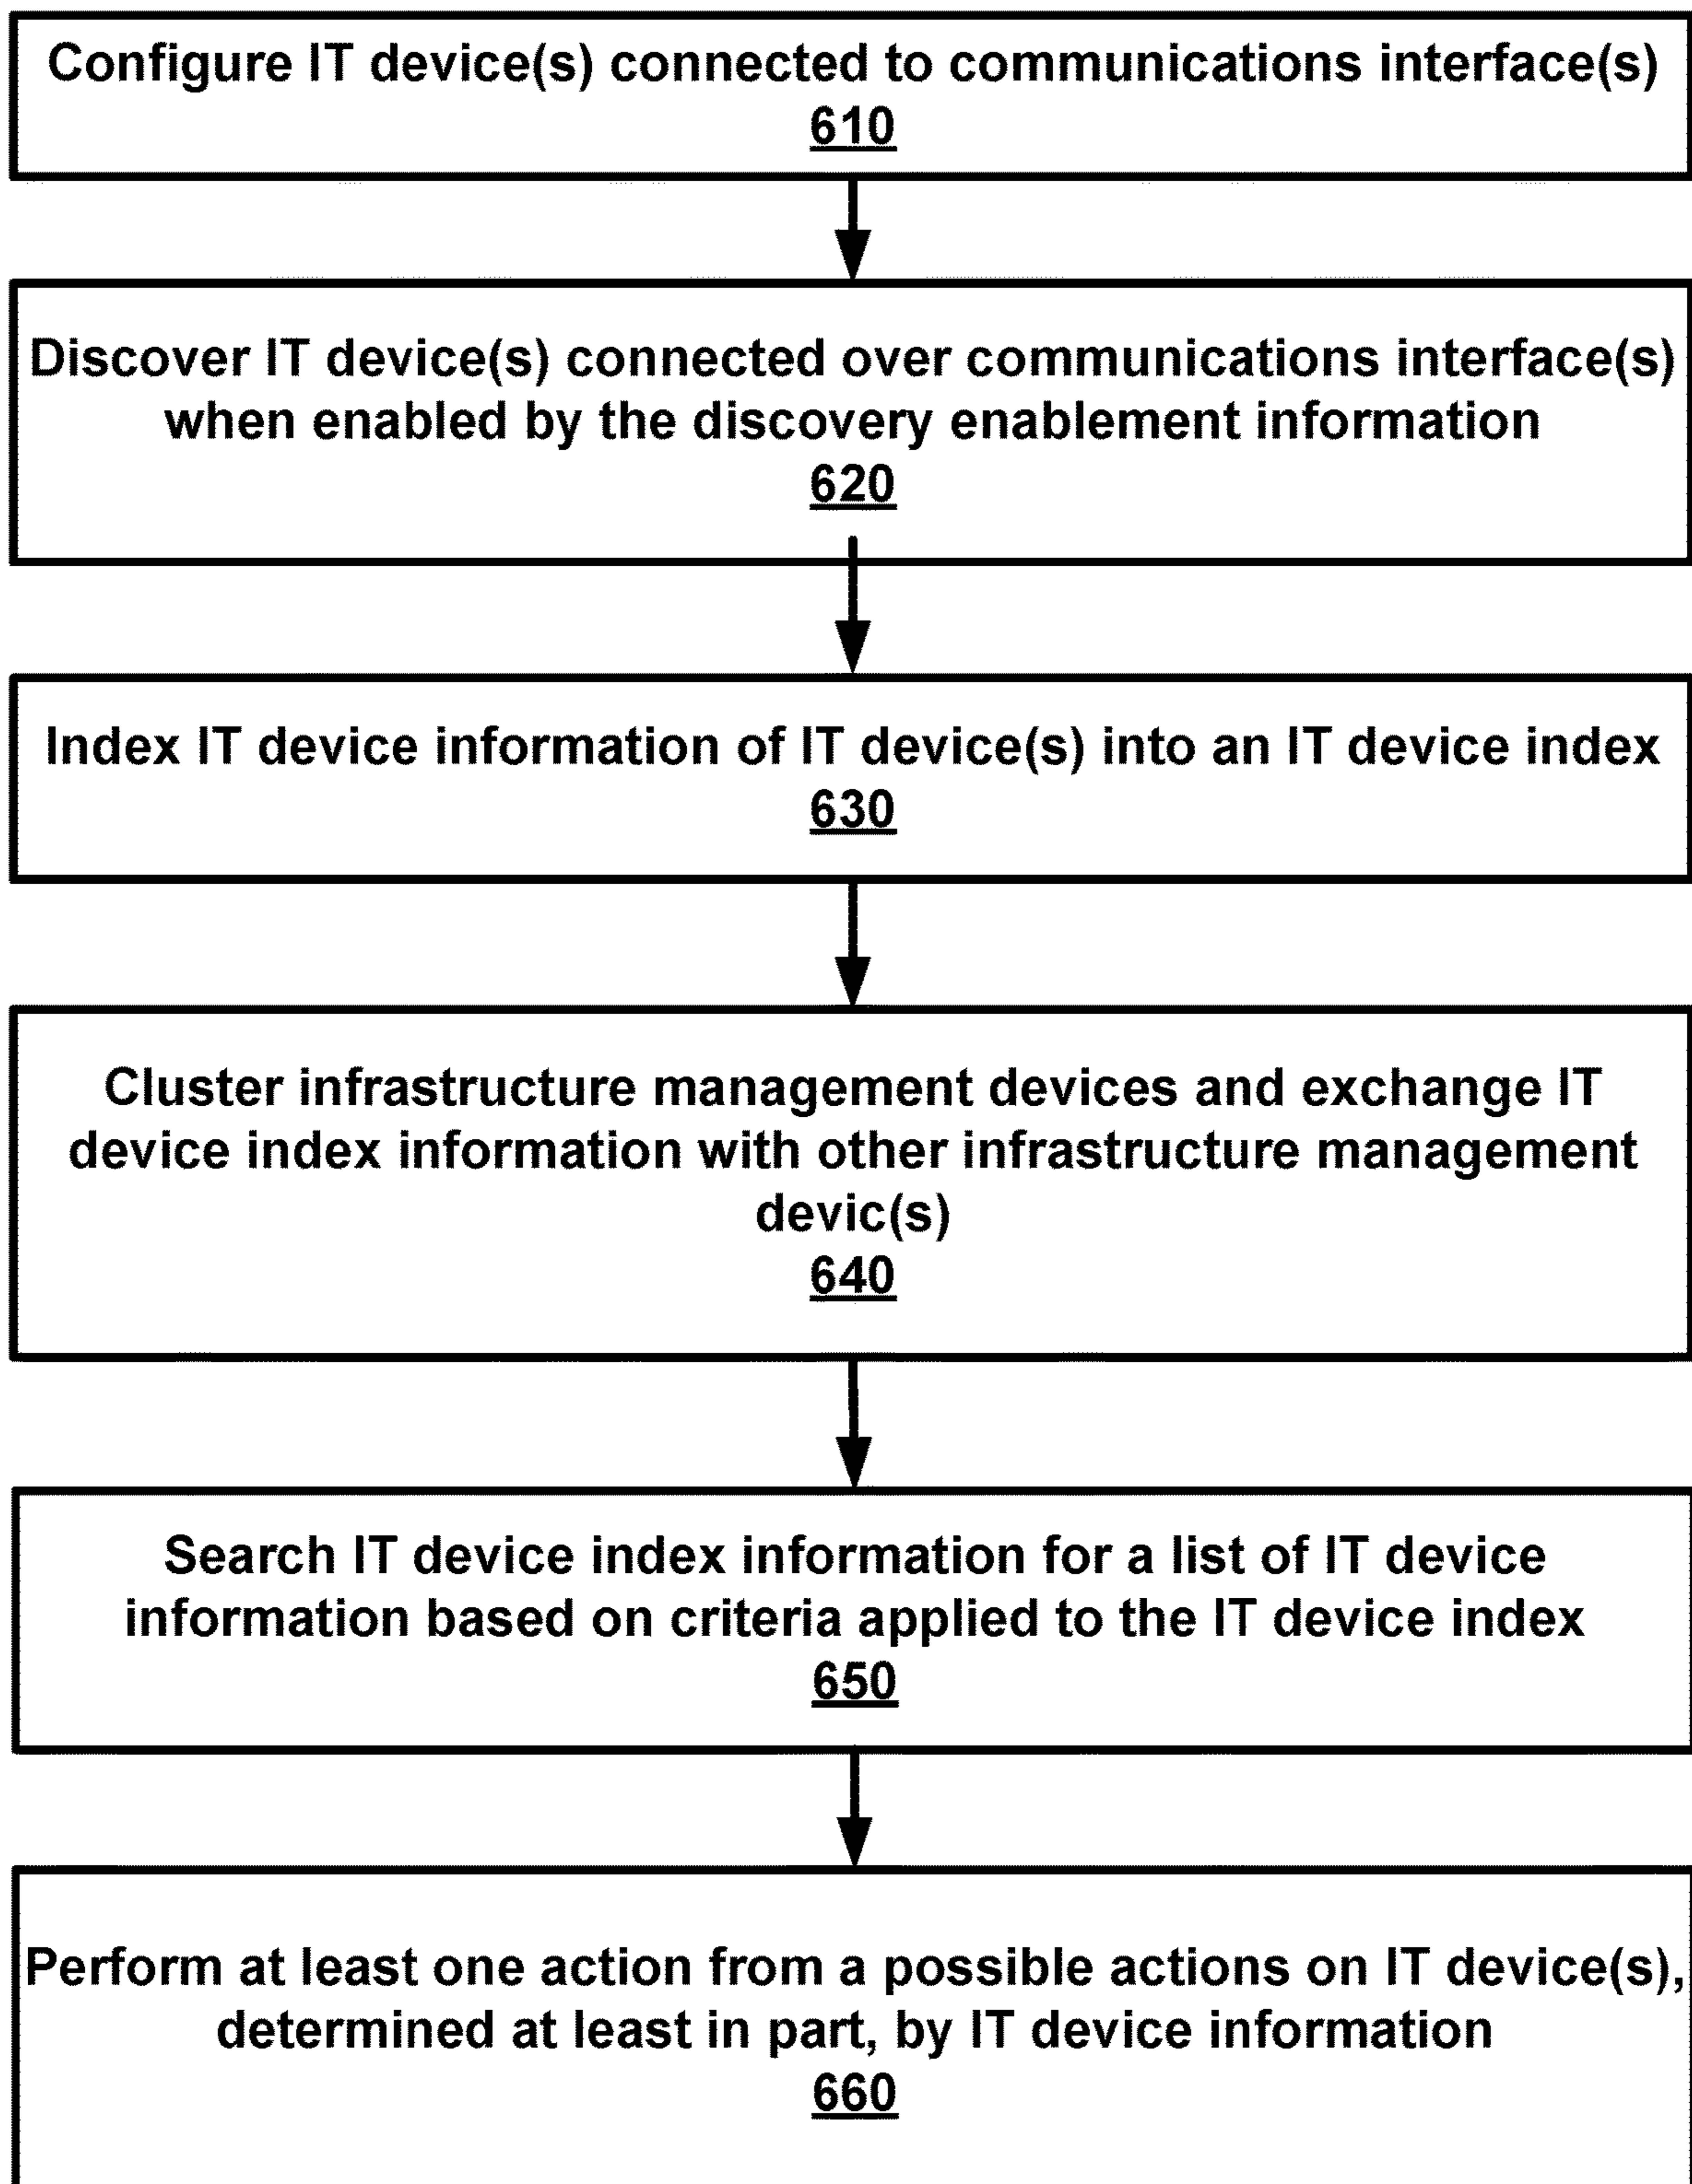 Configure IT device(s) connected to communications interface(s)
610
Discover IT device(s) connected over communications interface(s)
when enabled by the discovery enablement information
620
Index IT device information of IT device(s) into an IT device index
630
Cluster infrastructure management devices and exchange IT
device index information with other infrastructure management
devic(s)
640
Search IT device index information for a list of IT device
information based on criteria applied to the IT device index
650
Perform at least one action from a possible actions on IT device(s),
determined at least in part, by IT device information
660